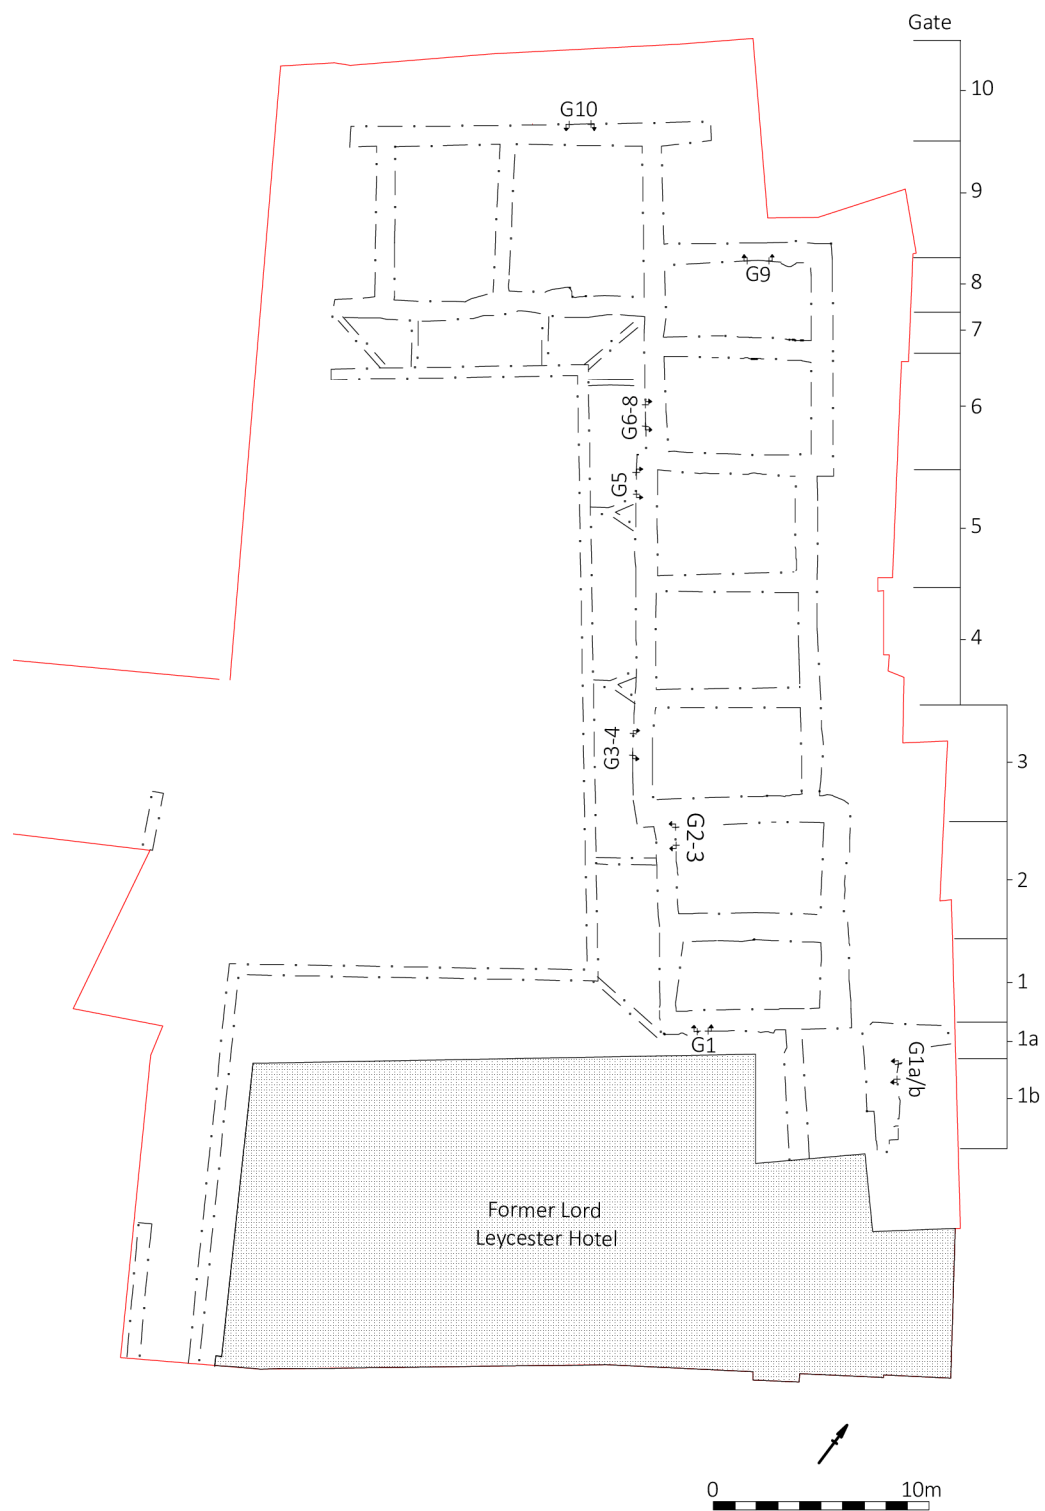 Gate
10
G10
9
G9
8
7
G6-8
6
G5
5
4
G3-4
3
G2-3
2
1
G1
1a
G1a/b
1b
Former Lord
Leycester Hotel
0 10m